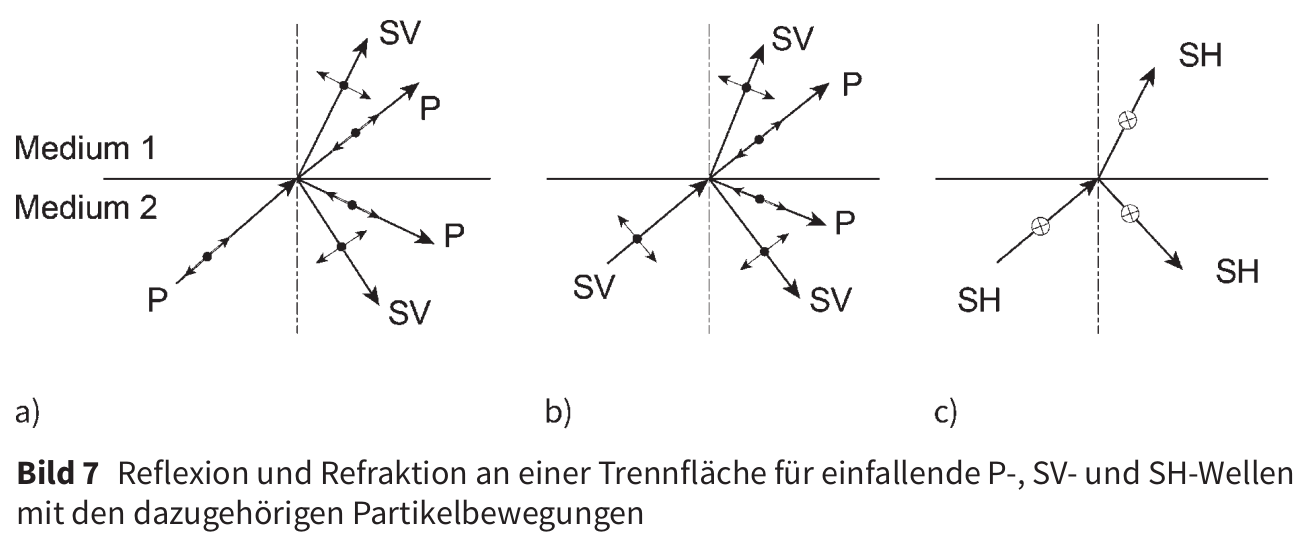 SV
P
Medium 1
Medium 2
P
P
SV
SV
P
SV
P
SV
SH
SH
SH
a)
b)
c)
Bild 7 Reflexion und Refraktion an einer Trennfläche für einfallende P-, SV- und SH-Wellen
mit den dazugehörigen Partikelbewegungen